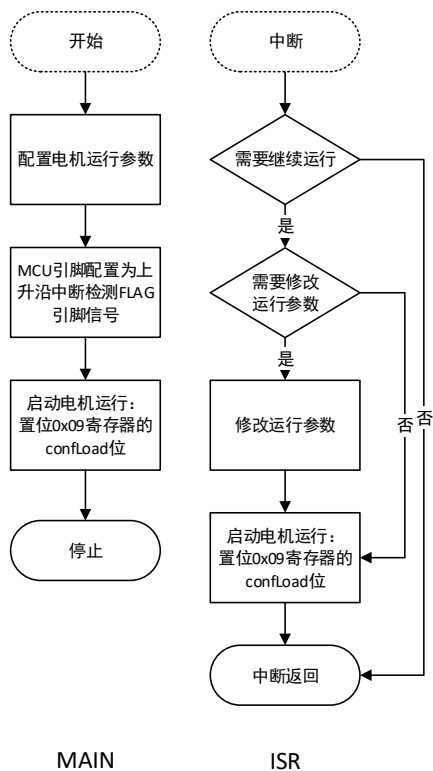 开始
配置电机运行参数
MCU引脚配置为上
升沿中断检测FLAG
引脚信号
启动电机运行：
置位0x09寄存器的
confLoad位
停止
MAIN
中断
需要继续运行
是
需要修改
运行参数
是
修改运行参数
否
否
启动电机运行：
置位0x09寄存器的
confLoad位
中断返回
ISR